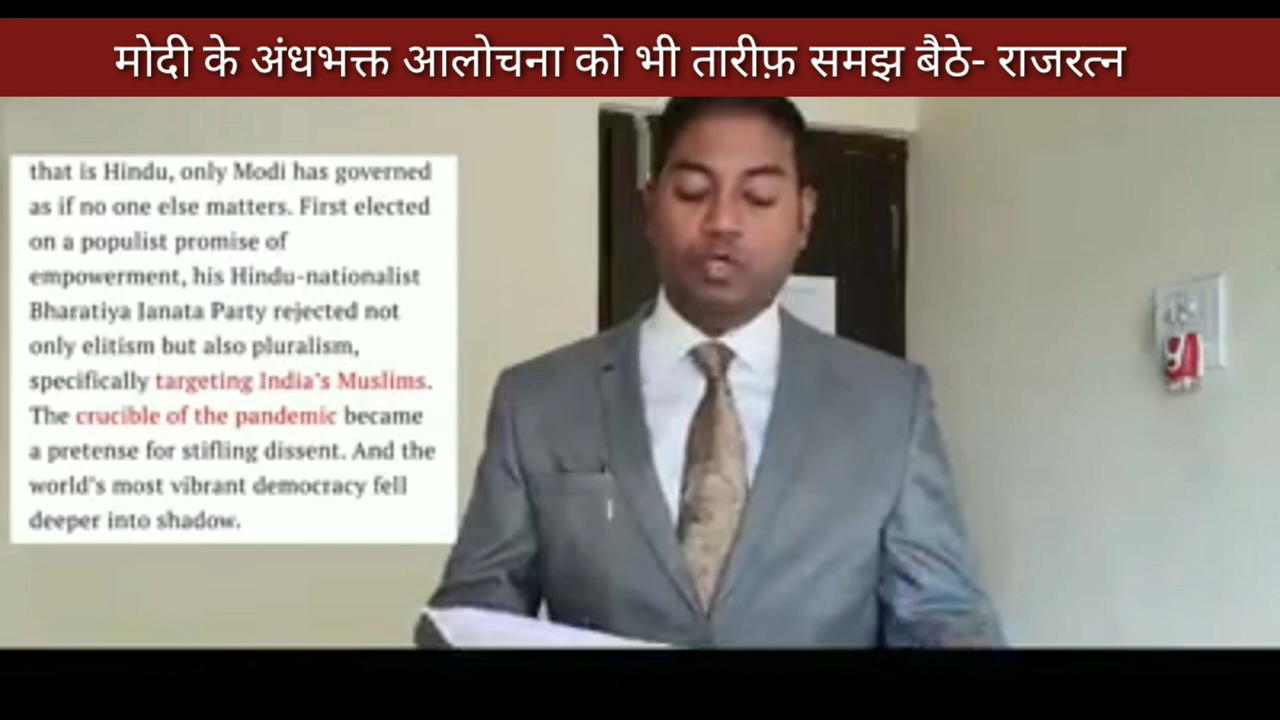 मोदी के अंधभक्त आलोचना को भी तारीफ़ समझ बैठे- राजरत्न
that is Hindu, only Modi has governed
as if no one else matters. First elected
on a populist promise of
empowerment, his Hindu-nationalist
Bharatiya Janata Party rejected not
only elitism but also pluralism,
specifically targeting India's Muslims.
The crucible of the pandemic became
a pretense for stifling dissent. And the
world's most vibrant democracy fell
deeper into shadow.